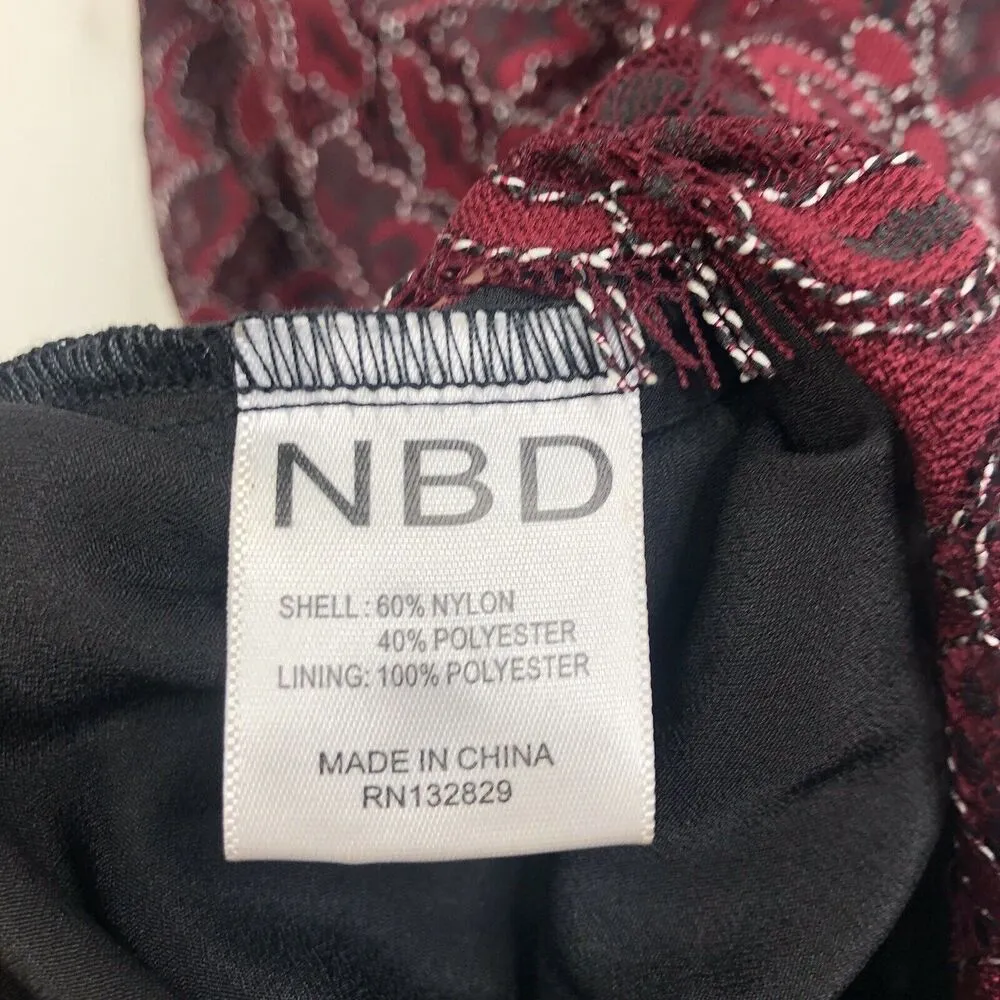 NBD
SHELL: 60% NYLON
40% POLYESTER
LINING: 100% POLYESTER
MADE IN CHINA
RN132829